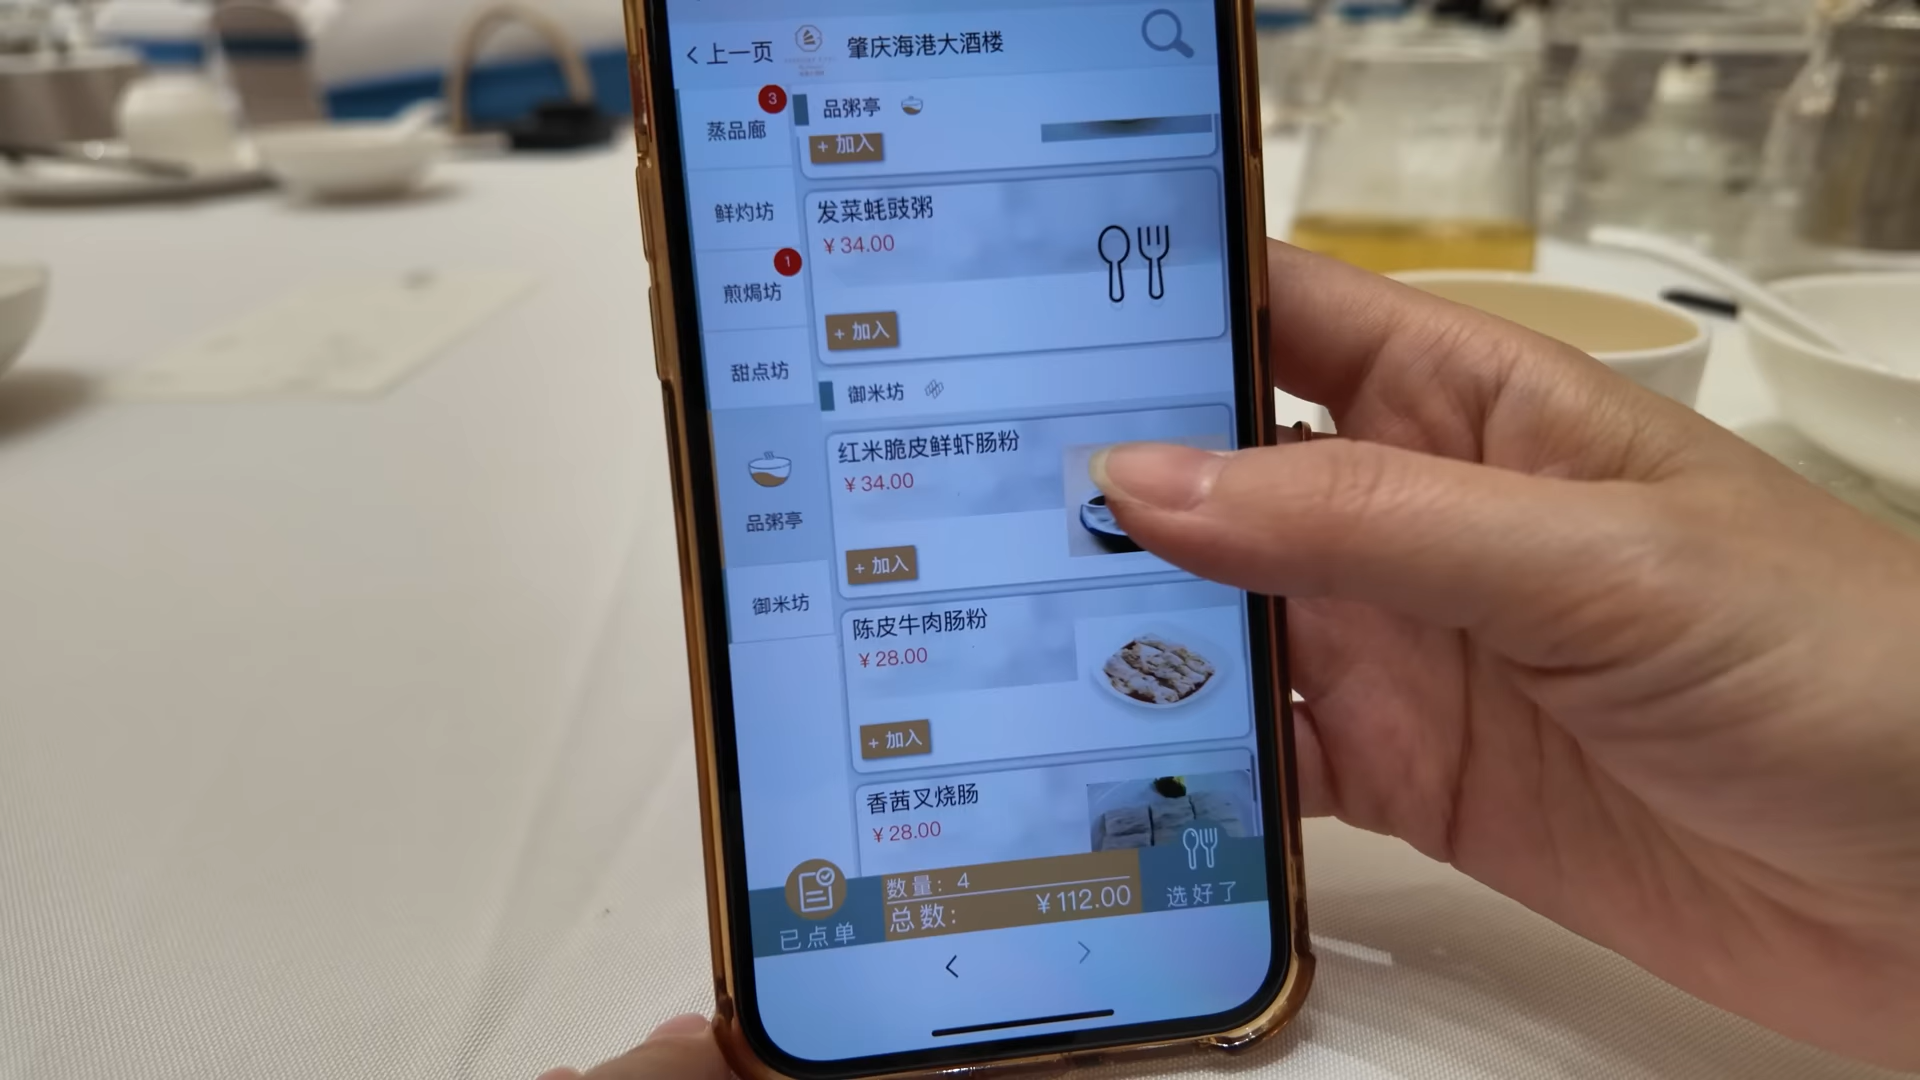 上一页
肇庆海港大酒楼
3
蒸品廊
鲜灼坊
1
煎焗坊
甜点坊
品粥亭
御米坊
品粥亭
+ 加入
发菜蚝豉粥
¥34.00
+ 加入
御米坊
红米脆皮鲜虾肠粉
¥34.00
+ 加入
陈皮牛肉肠粉
¥28.00
+ 加入
香茜叉烧肠
¥28.00
已点单
数量: 4
总数: ¥112.00
选好了